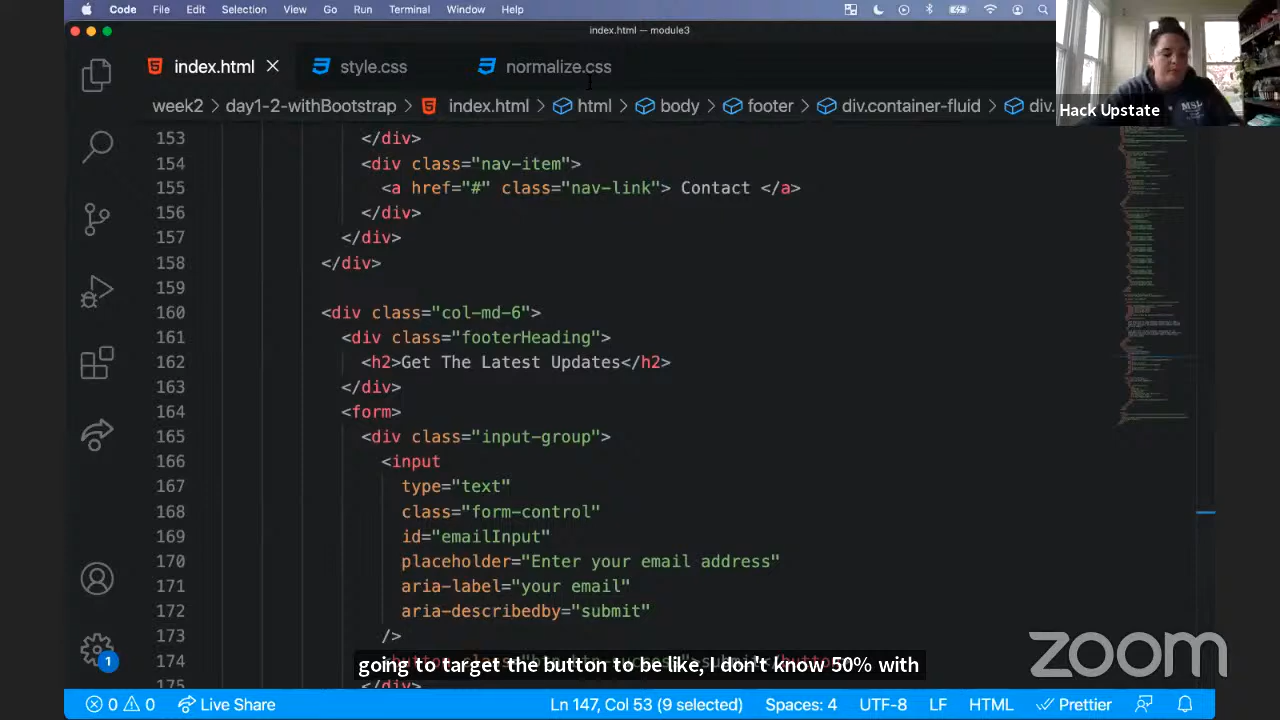 Code File Edit Selection View Go Run Terminal Window Help
index.html — module3
index.html style.css normalize.css
week2 > day1-2-withBootstrap > index.html > html > body > footer > div.container-fluid > div.
Hack Upstate
153 </div>
154 <div class="nav-item">
155 <a href="#" class="nav-link"> Contact </a>
156 </div>
157 </div>
158 </div>
159
160 <div class="col-md-6">
161 <div class="footerHeading">
162 <h2>Get The Latest Updates</h2>
163 </div>
164 <form>
165 <div class="input-group">
166 <input
167 type="text"
168 class="form-control"
169 id="emailInput"
170 placeholder="Enter your email address"
171 aria-label="your email"
172 aria-describedby="submit"
173 />
174
going to target the button to be like, I don't know 50% with
175 </div>
zoom
1
0 0 Live Share Ln 147, Col 53 (9 selected) Spaces: 4 UTF-8 LF HTML Prettier